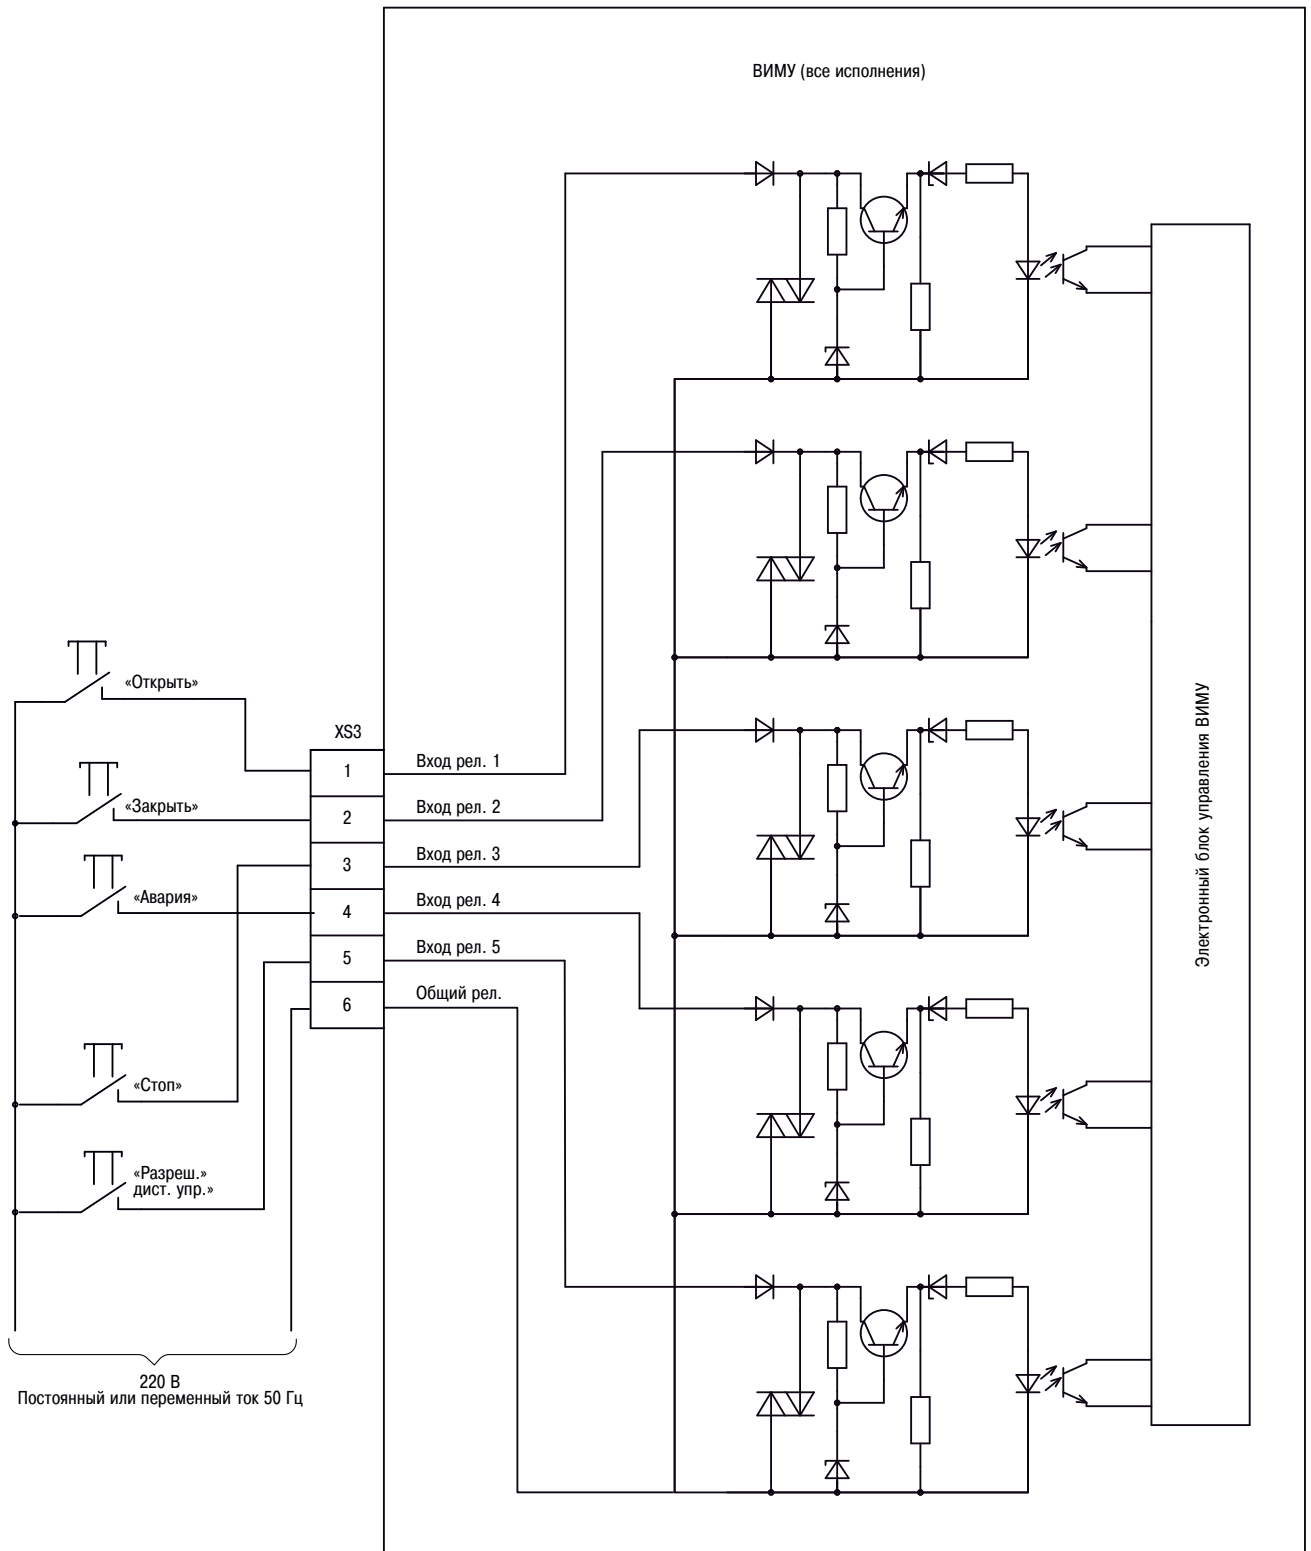 ВИМУ (все исполнения)
«Открыть»
XS3
1
Вход рел. 1
«Закрыть»
2
Вход рел. 2
3
Вход рел. 3
«Авария»
4
Вход рел. 4
5
Вход рел. 5
6
Общий рел.
«Стоп»
«Разреш.»
дист. упр.»
220 В
Постоянный или переменный ток 50 Гц
Электронный блок управления ВИМУ